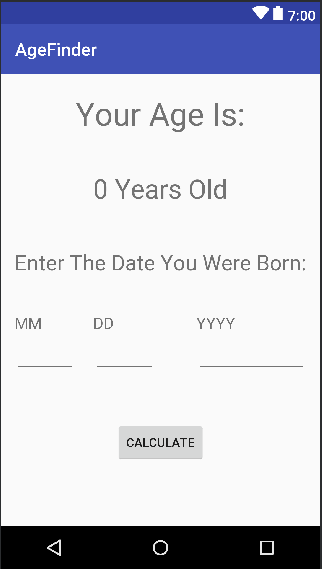 7:00
AgeFinder
Your Age Is:
0 Years Old
Enter The Date You Were Born:
MM DD YYYY
CALCULATE